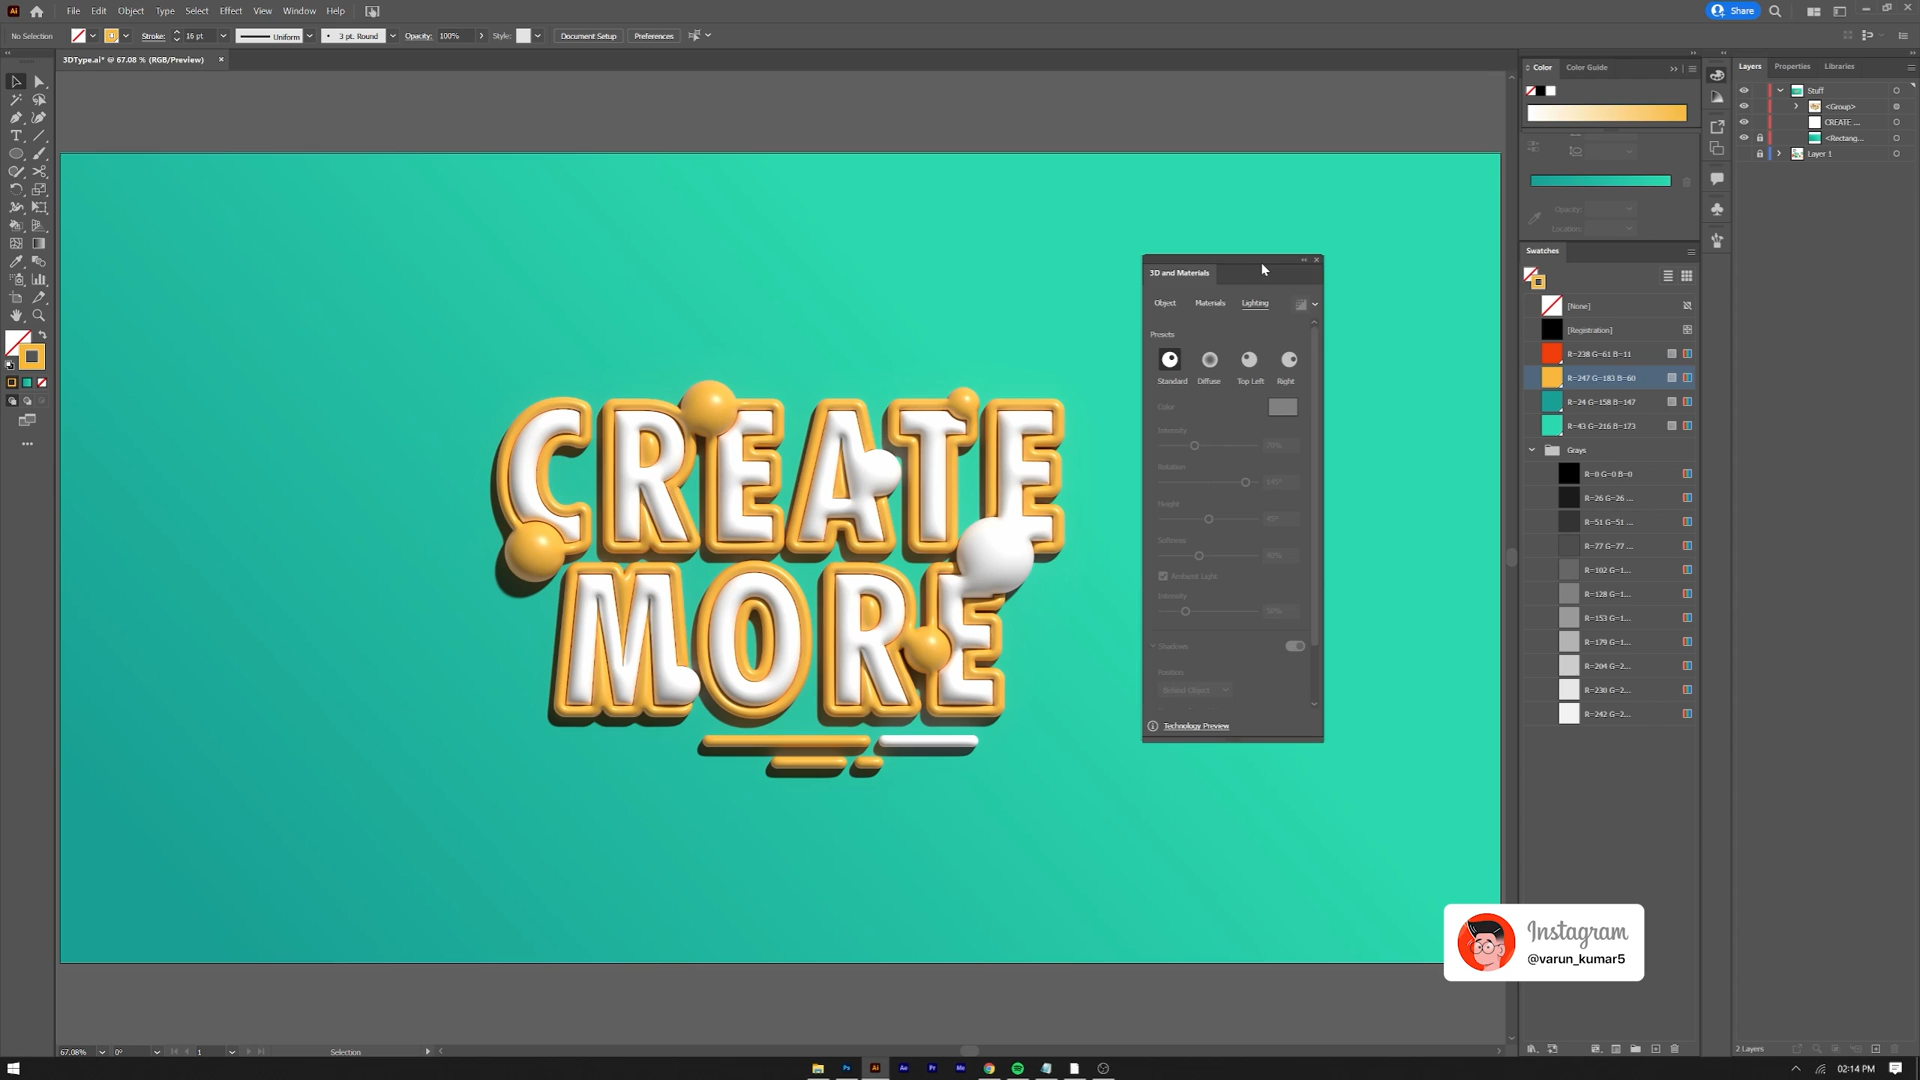 File Edit Object Type Select Effect View Window Help
Share
No Selection
Stroke: 16 pt
Uniform
3 pt. Round
Opacity: 100%
Style:
Document Setup
Preferences
3DType.ai* @ 67.08 % (RGB/Preview)
CREATE
MORE
3D and Materials
Object Materials Lighting
Presets
Standard Diffuse Top Left Right
Color
Intensity
70%
Rotation
145°
Height
45°
Softness
Ambient Light
Intensity
50%
Shadows
Position
Behind Object
Technology Preview
Color Color Guide
Opacity:
Location:
Swatches
[None]
[Registration]
R=238 G=61 B=11
R=247 G=183 B=60
R=24 G=158 B=147
R=43 G=216 B=173
Grays
R=0 G=0 B=0
R=26 G=26 ...
R=51 G=51 ...
R=77 G=77 ...
R=102 G=1...
R=128 G=1...
R=153 G=1...
R=179 G=1...
R=204 G=2...
R=230 G=2...
R=242 G=2...
Layers Properties Libraries
Stuff
<Group>
CREATE ...
<Rectang...
Layer 1
Instagram
@varun_kumar5
67.08%
0°
1
Selection
2 Layers
02:14 PM